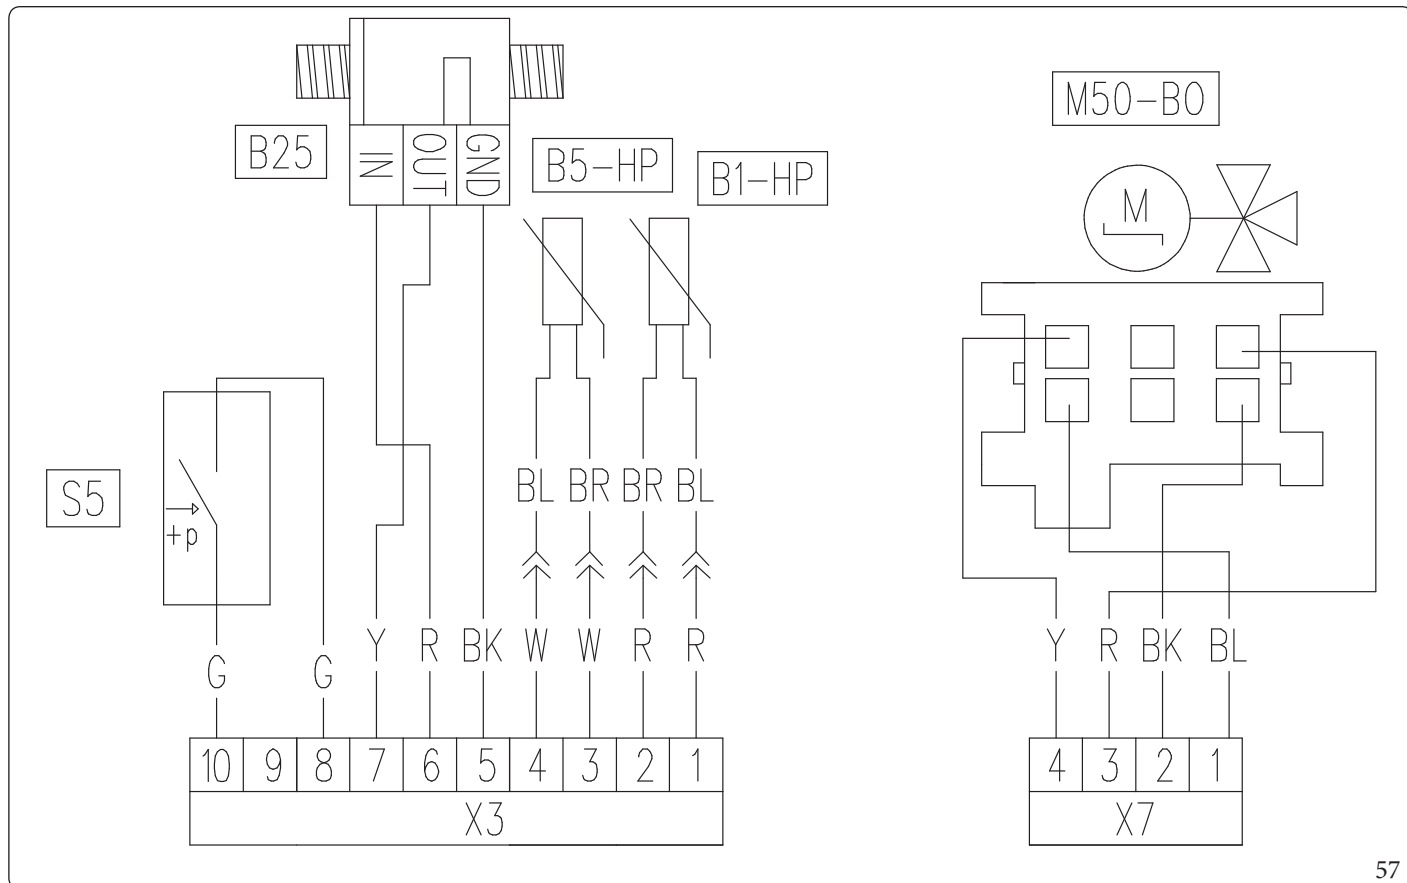 M50-B0
B25
IN
OUT
GND
B5-HP
B1-HP
M
S5
+p
BL BR BR BL
G G Y R BK W W R R
Y R BK BL
10 9 8 7 6 5 4 3 2 1
X3
4 3 2 1
X7
57